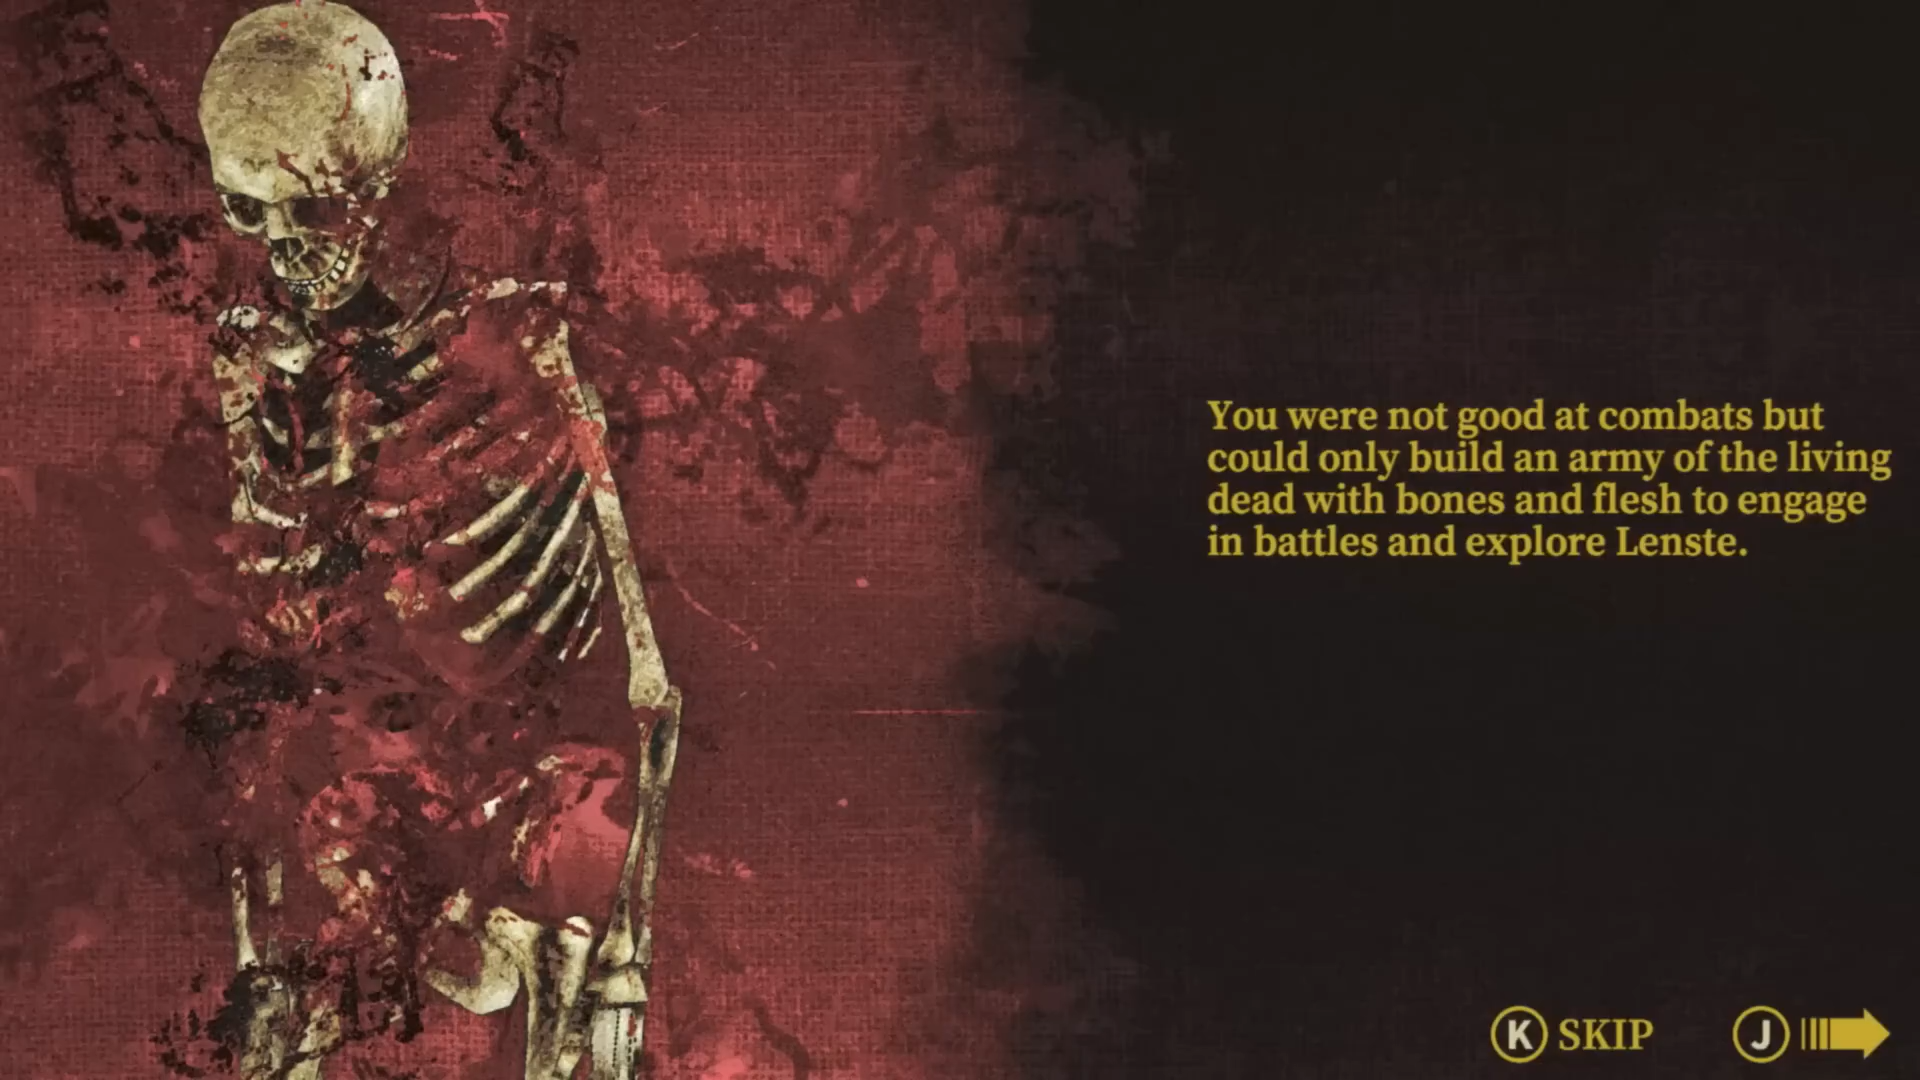 You were not good at combats but
could only build an army of the living
dead with bones and flesh to engage
in battles and explore Lenste.
K SKIP J